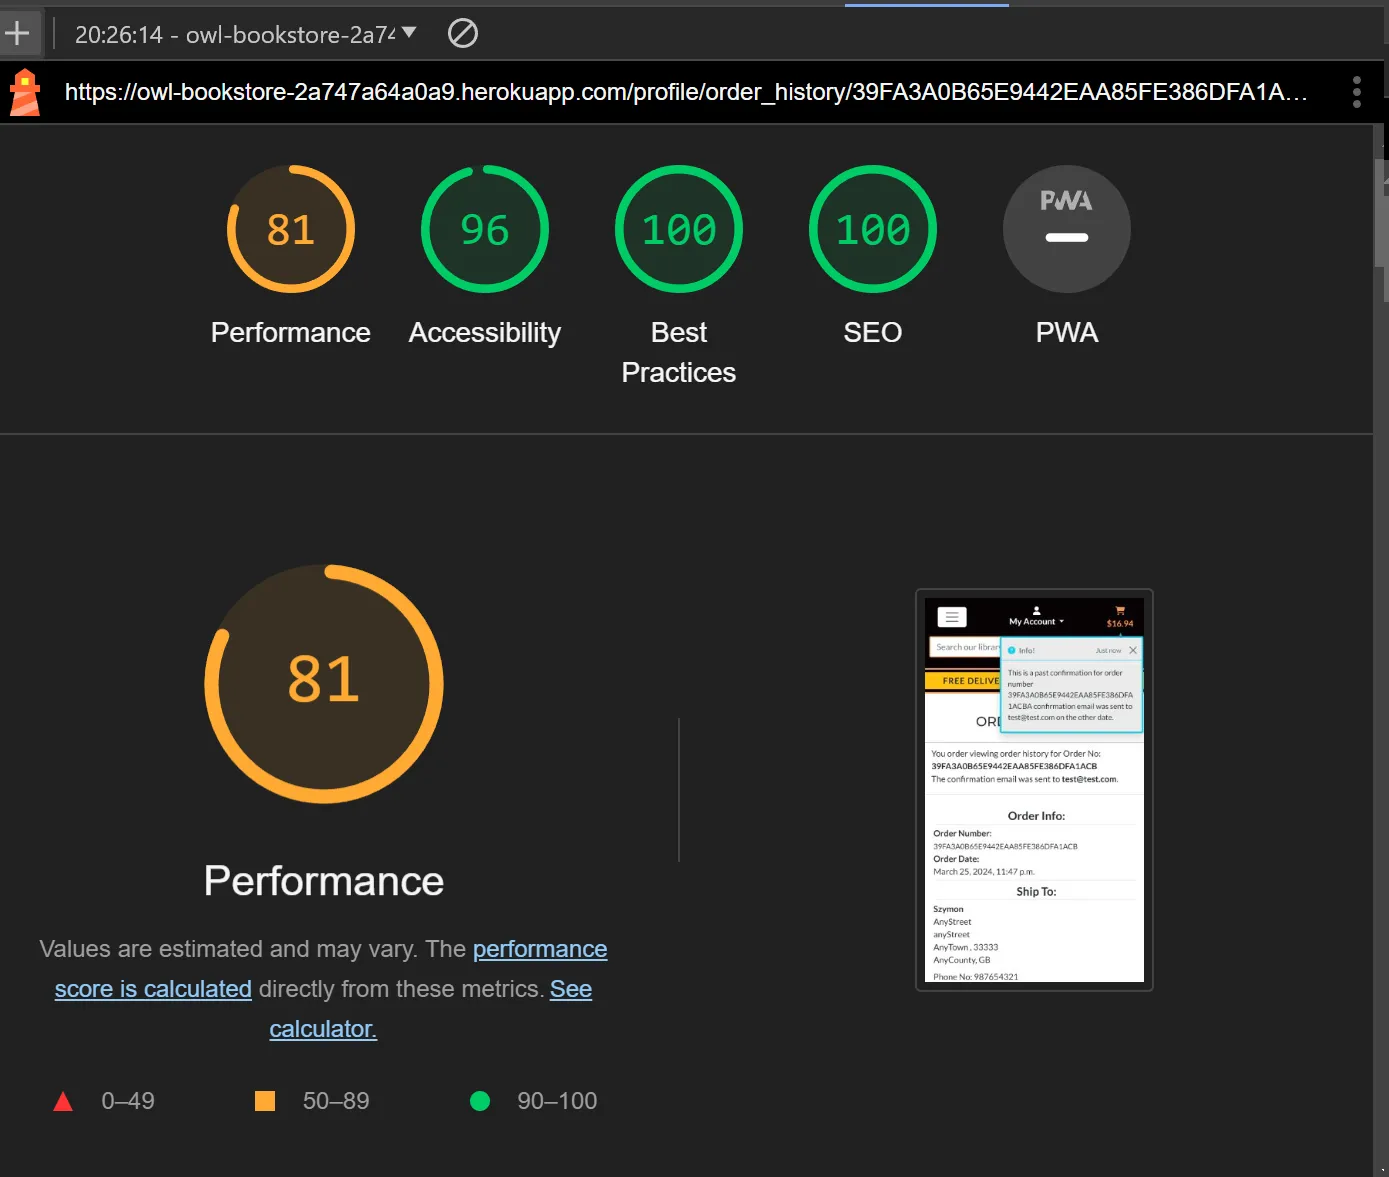 20:26:14 - owl-bookstore-2a74
https://owl-bookstore-2a747a64a0a9.herokuapp.com/profile/order_history/39FA3A0B65E9442EAA85FE386DFA1A...
81
96
100
100
PWA
Performance
Accessibility
Best
Practices
SEO
PWA
81
Performance
Values are estimated and may vary. The performance
score is calculated directly from these metrics. See
calculator.
0–49
50–89
90–100
My Account
$16.94
Search our librar
Info!
Just now
This is a past confirmation for order
number
39FA3A0B65E9442EAA85FE386DFA
1ACBA confirmation email was sent to
test@test.com on the other date.
FREE DELIVE
ORD
You order viewing order history for Order No:
39FA3A0B65E9442EAA85FE386DFA1ACB
The confirmation email was sent to test@test.com.
Order Info:
Order Number:
39FA3A0B65E9442EAA85FE386DFA1ACB
Order Date:
March 25, 2024, 11:47 p.m.
Ship To:
Szymon
AnyStreet
anyStreet
AnyTown , 33333
AnyCounty, GB
Phone No: 987654321